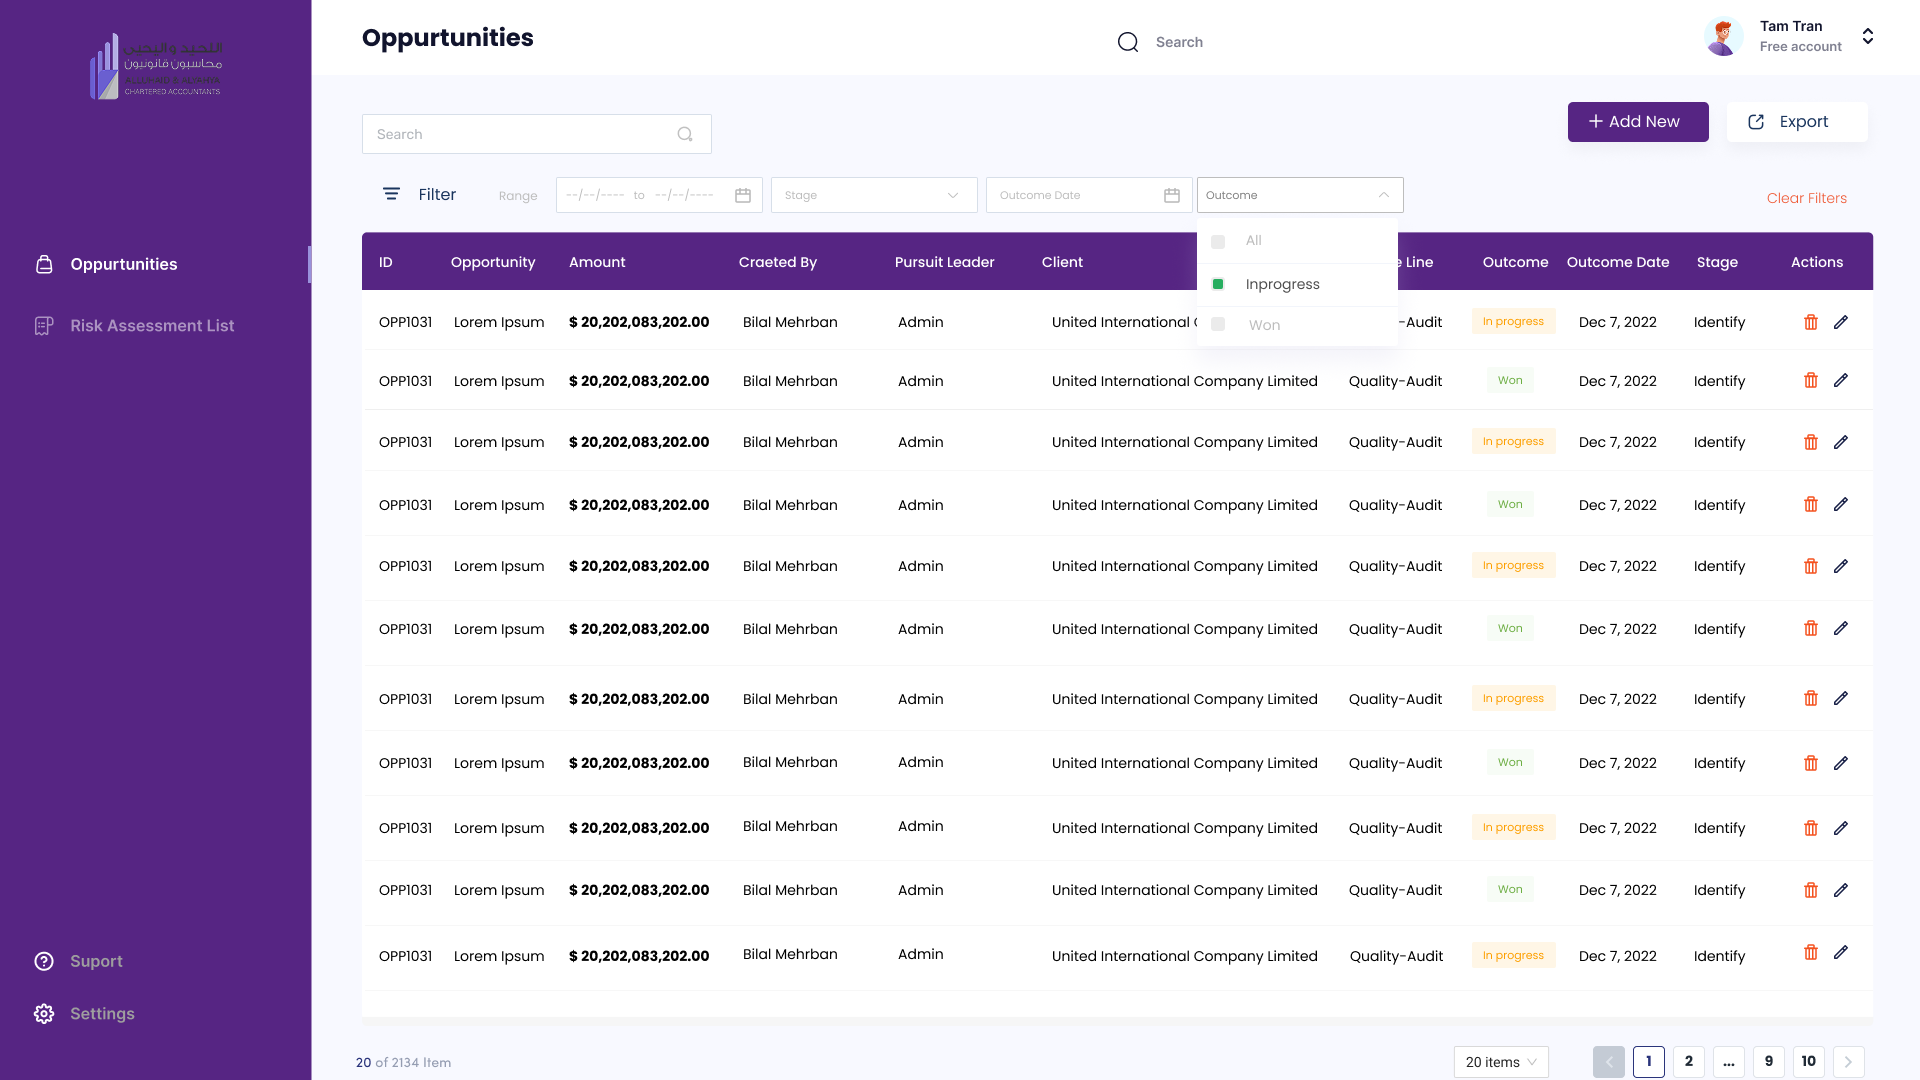 محاسبون قانونيون
CHARTERED ACCOUNTANTS
Oppurtunities
Search
Tam Tran
Free account
Search
+ Add New
Export
Filter
Range
--/--/---- to --/--/----
Stage
Outcome Date
Outcome
Clear Filters
All
Inprogress
Won
Oppurtunities
Risk Assessment List
Suport
Settings
ID Opportunity Amount Craeted By Pursuit Leader Client Line Outcome Outcome Date Stage Actions
OPP1031 Lorem Ipsum $ 20,202,083,202.00 Bilal Mehrban Admin United International -Audit In progress Dec 7, 2022 Identify
OPP1031 Lorem Ipsum $ 20,202,083,202.00 Bilal Mehrban Admin United International Company Limited Quality-Audit Won Dec 7, 2022 Identify
OPP1031 Lorem Ipsum $ 20,202,083,202.00 Bilal Mehrban Admin United International Company Limited Quality-Audit In progress Dec 7, 2022 Identify
OPP1031 Lorem Ipsum $ 20,202,083,202.00 Bilal Mehrban Admin United International Company Limited Quality-Audit Won Dec 7, 2022 Identify
OPP1031 Lorem Ipsum $ 20,202,083,202.00 Bilal Mehrban Admin United International Company Limited Quality-Audit In progress Dec 7, 2022 Identify
OPP1031 Lorem Ipsum $ 20,202,083,202.00 Bilal Mehrban Admin United International Company Limited Quality-Audit Won Dec 7, 2022 Identify
OPP1031 Lorem Ipsum $ 20,202,083,202.00 Bilal Mehrban Admin United International Company Limited Quality-Audit In progress Dec 7, 2022 Identify
OPP1031 Lorem Ipsum $ 20,202,083,202.00 Bilal Mehrban Admin United International Company Limited Quality-Audit Won Dec 7, 2022 Identify
OPP1031 Lorem Ipsum $ 20,202,083,202.00 Bilal Mehrban Admin United International Company Limited Quality-Audit In progress Dec 7, 2022 Identify
OPP1031 Lorem Ipsum $ 20,202,083,202.00 Bilal Mehrban Admin United International Company Limited Quality-Audit Won Dec 7, 2022 Identify
OPP1031 Lorem Ipsum $ 20,202,083,202.00 Bilal Mehrban Admin United International Company Limited Quality-Audit In progress Dec 7, 2022 Identify
20 of 2134 Item
20 items
< 1 2 ... 9 10 >